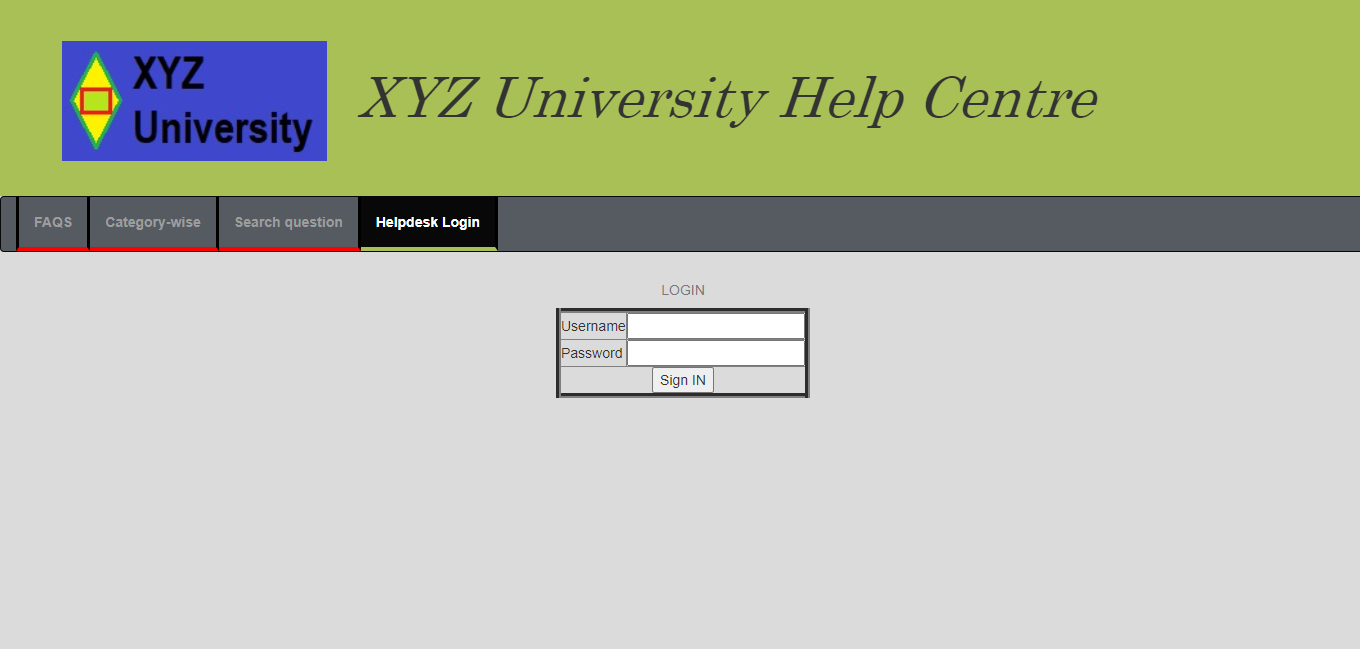 XYZ
University
XYZ University Help Centre
FAQS
Category-wise
Search question
Helpdesk Login
LOGIN
Username
Password
Sign IN